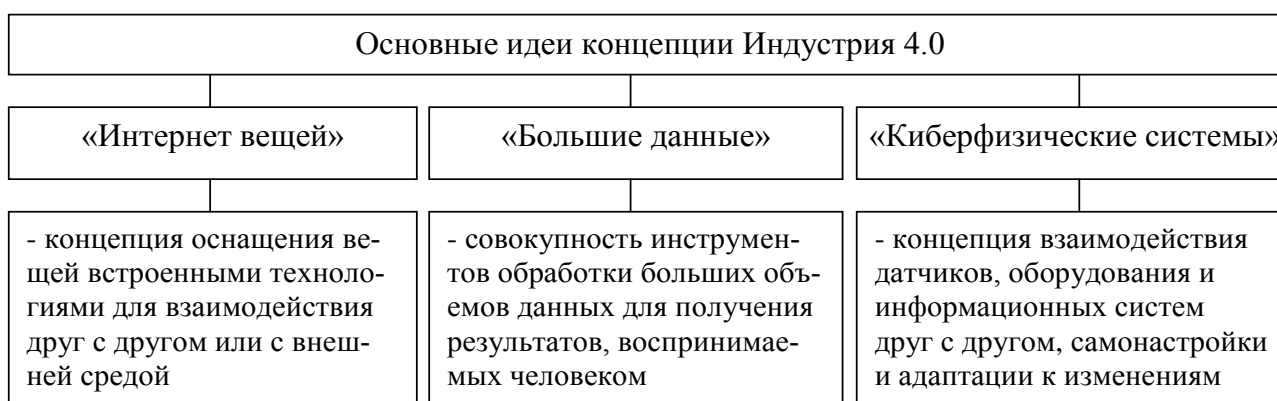 Основные идеи концепции Индустрия 4.0
«Интернет вещей»
«Большие данные»
«Киберфизические системы»
- концепция оснащения ве-
щей встроенными техноло-
гиями для взаимодействия
друг с другом или с внеш-
ней средой
- совокупность инструмен-
тов обработки больших объ-
емов данных для получения
результатов, воспринимае-
мых человеком
- концепция взаимодействия
датчиков, оборудования и
информационных систем
друг с другом, самонастройки
и адаптации к изменениям